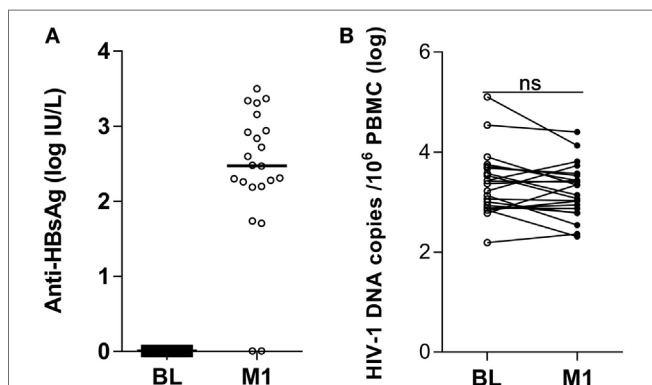 A
Anti-HBsAg (log IU/L)
4
3
2
1
0
BL M1
B
HIV-1 DNA copies /10⁶ PBMC (log)
6
4
2
0
ns
BL M1